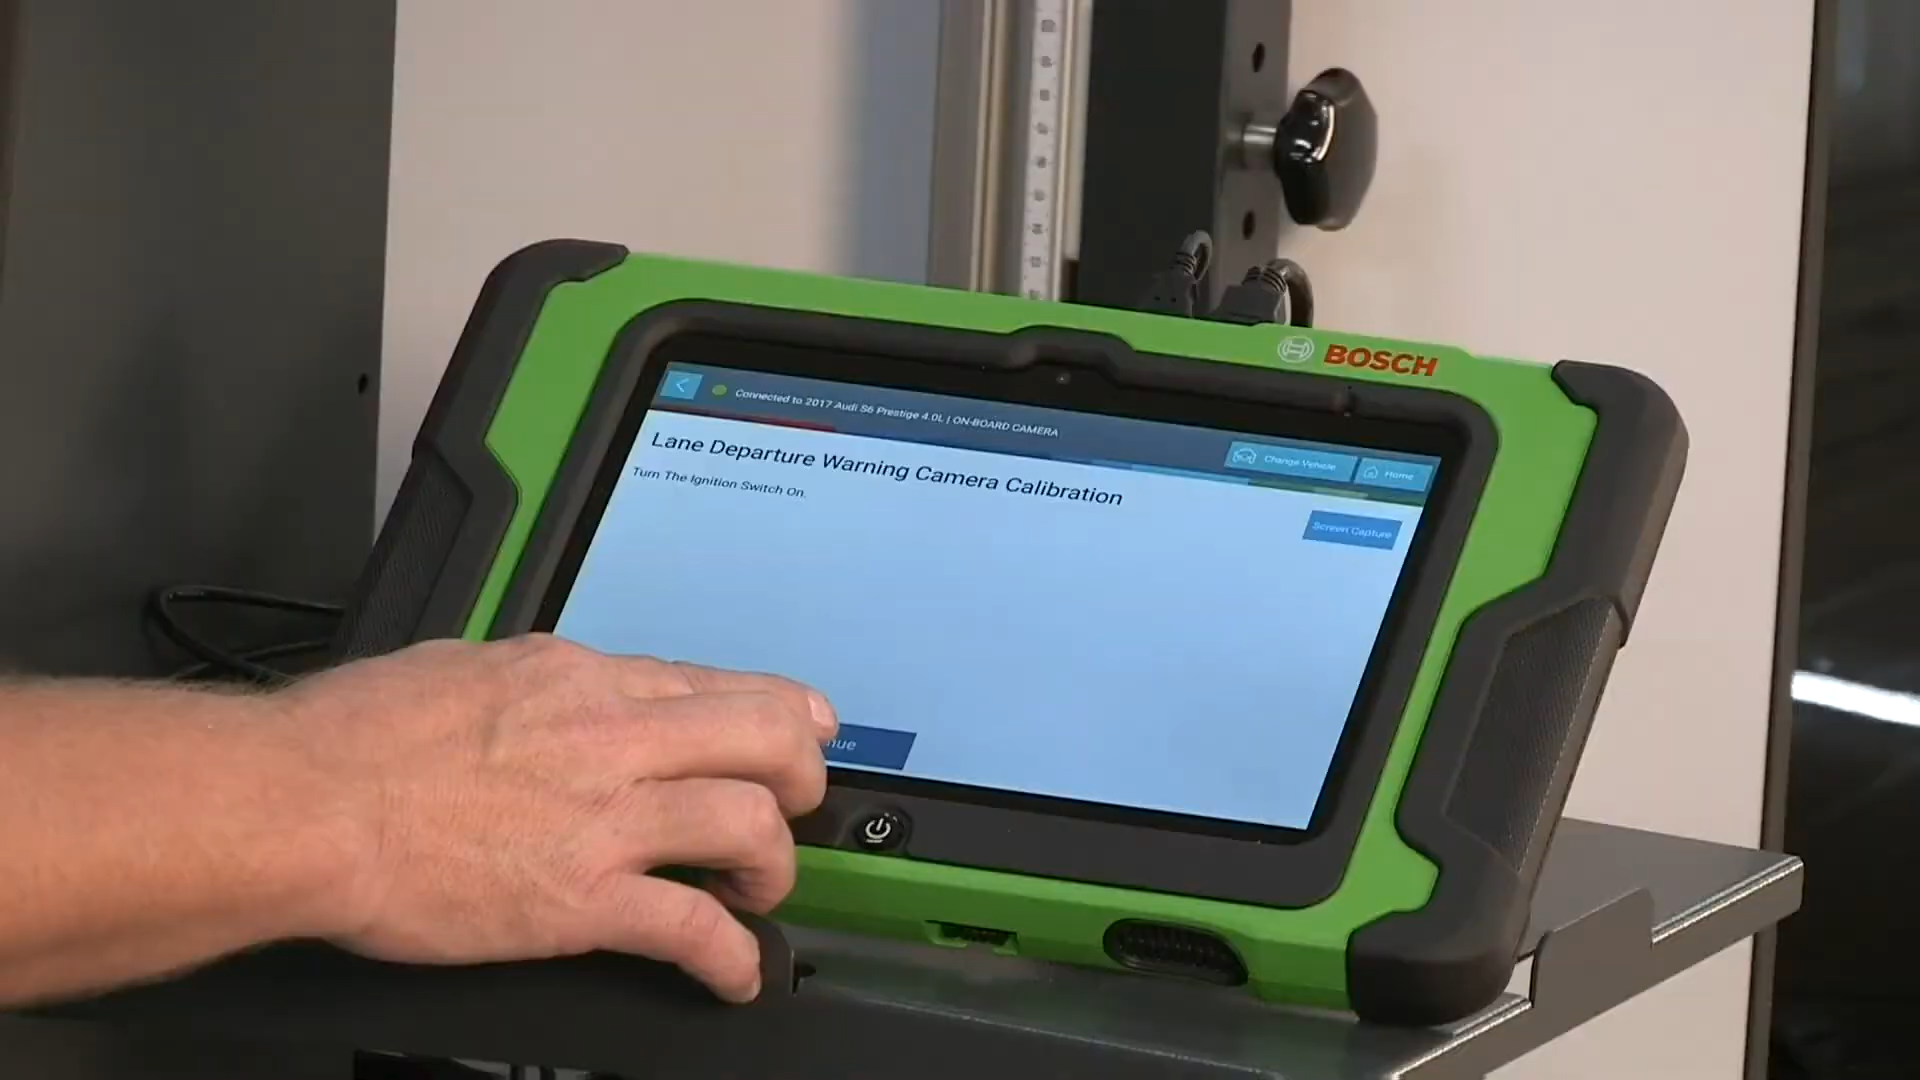 BOSCH
Connected to 2017 Audi S6 Prestige 4.0L | ON-BOARD CAMERA
Change Vehicle
Home
Lane Departure Warning Camera Calibration
Turn The Ignition Switch On.
Screen Capture
nue